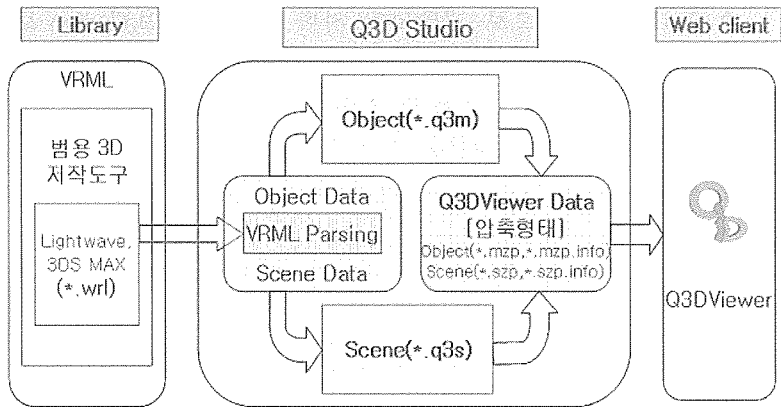 Library
Q3D Studio
Web client
VRML
범용 3D
저작도구
Lightwave,
3DS MAX
(*.wrl)
Object(*.q3m)
Object Data
VRML Parsing
Scene Data
Scene(*.q3s)
Q3DViewer Data
[압축형태]
Object(*.mzp,*.mzp.info)
Scene(*.szp,*.szp.info)
Q3DViewer